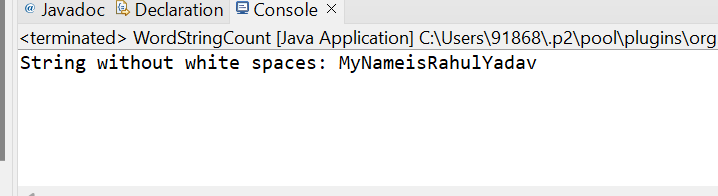 @ Javadoc Declaration Console
<terminated> WordStringCount [Java Application] C:\Users\91868\.p2\pool\plugins\org
String without white spaces: MyNameisRahulYadav